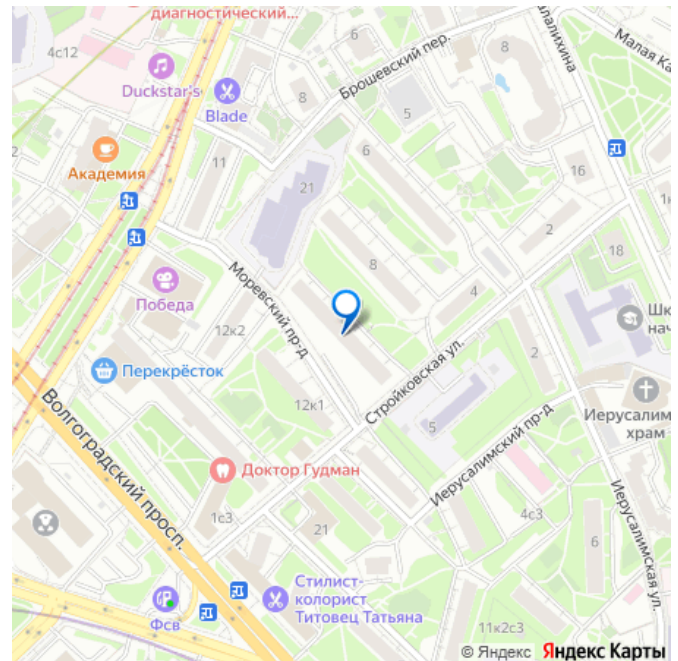 диагностический...
4с12
Duckstar's
Blade
6
8
Брошевский пер.
8
5
Малая Ка
Академия
11
21
6
16
1к
2
18
Моревский пр-д
8
Победа
4
12к2
Шк
нач
Перекрёсток
Стройковская ул.
2
12к1
Волгоградский просп.
5
Иерусалимский пр-д
Иерусалим
храм
Доктор Гудман
1с3
21
4с3
6
Иерусалимская ул.
Стилист-
колорист
Титовец Татьяна
Фсв
11к2с3
© Яндекс Яндекс Карты